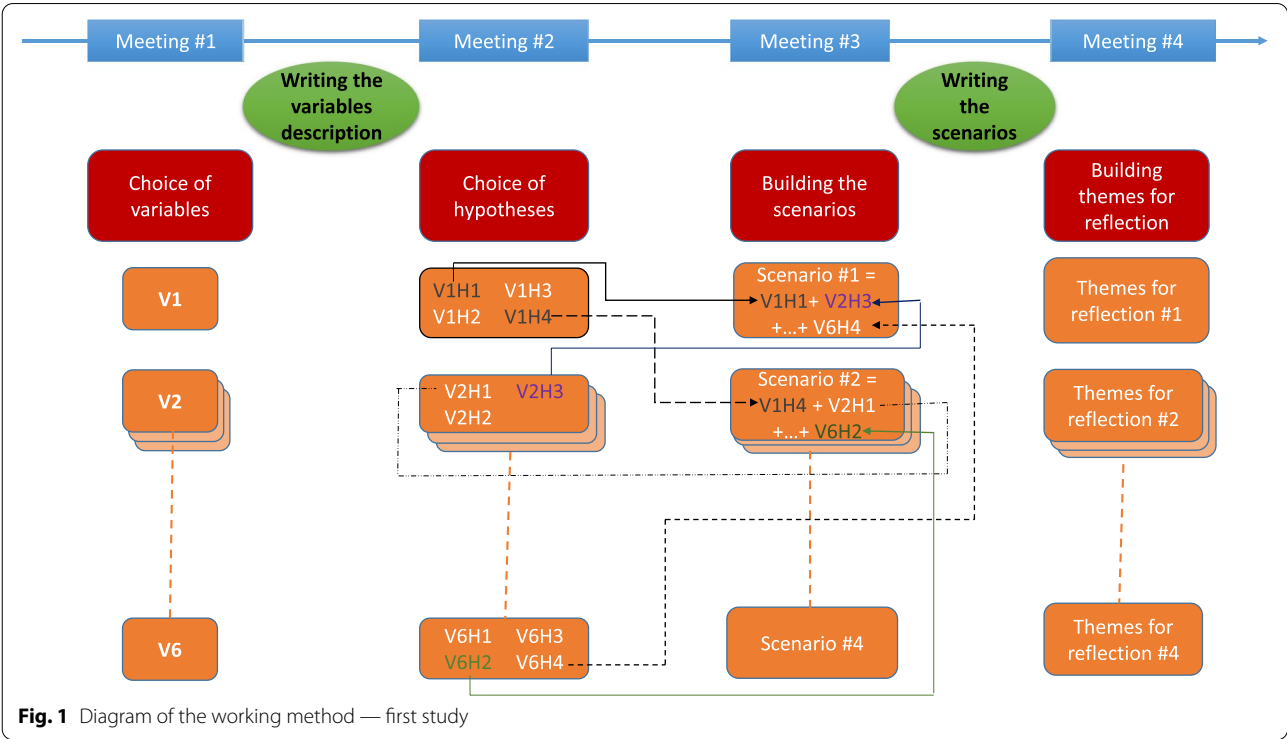 Meeting #1
Meeting #2
Meeting #3
Meeting #4
Writing the
variables
description
Writing
the
scenarios
Choice of
variables
Choice of
hypotheses
Building the
scenarios
Building
themes for
reflection
V1
V1H1 V1H3
V1H2 V1H4
Scenario #1 =
V1H1+ V2H3
+...+ V6H4
Themes for
reflection #1
V2
V2H1 V2H3
V2H2
Scenario #2 =
V1H4 + V2H1
+...+ V6H2
Themes for
reflection #2
V6
V6H1 V6H3
V6H2 V6H4
Scenario #4
Themes for
reflection #4
Fig. 1 Diagram of the working method — first study